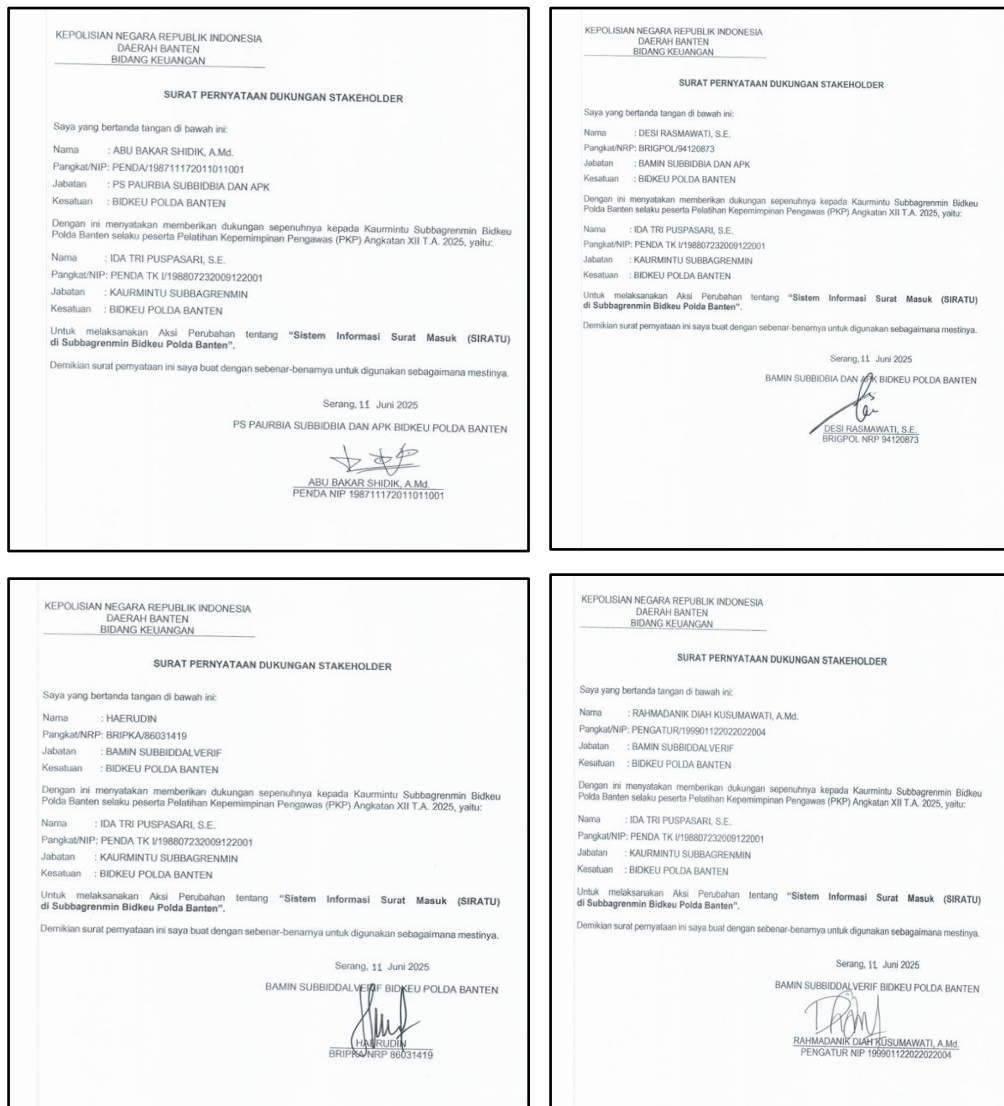 KEPOLISIAN NEGARA REPUBLIK INDONESIA
DAERAH BANTEN
BIDANG KEUANGAN
SURAT PERNYATAAN DUKUNGAN STAKEHOLDER
Saya yang bertanda tangan di bawah ini:
Nama : ABU BAKAR SHIDIK, A.Md.
Pangkat/NIP: PENDA/198711172011011001
Jabatan : PS PAURBIA SUBBIDBIA DAN APK
Kesatuan : BIDKEU POLDA BANTEN
Dengan ini menyatakan memberikan dukungan sepenuhnya kepada Kaurmintu Subbagrenmin Bidkeu
Polda Banten selaku peserta Pelatihan Kepemimpinan Pengawas (PKP) Angkatan XII T.A. 2025, yaitu:
Nama : IDA TRI PUSPASARI, S.E.
Pangkat/NIP: PENDA TK I/198807232009122001
Jabatan : KAURMINTU SUBBAGRENMIN
Kesatuan : BIDKEU POLDA BANTEN
Untuk melaksanakan Aksi Perubahan tentang “Sistem Informasi Surat Masuk (SIRATU)
di Subbagrenmin Bidkeu Polda Banten”.
Demikian surat pernyataan ini saya buat dengan sebenar-benarnya untuk digunakan sebagaimana mestinya.
Serang, 11 Juni 2025
PS PAURBIA SUBBIDBIA DAN APK BIDKEU POLDA BANTEN
ABU BAKAR SHIDIK, A.Md.
PENDA NIP 198711172011011001
KEPOLISIAN NEGARA REPUBLIK INDONESIA
DAERAH BANTEN
BIDANG KEUANGAN
SURAT PERNYATAAN DUKUNGAN STAKEHOLDER
Saya yang bertanda tangan di bawah ini:
Nama : DESI RASMAWATI, S.E.
Pangkat/NRP: BRIGPOL/94120873
Jabatan : BAMIN SUBBIDBIA DAN APK
Kesatuan : BIDKEU POLDA BANTEN
Dengan ini menyatakan memberikan dukungan sepenuhnya kepada Kaurmintu Subbagrenmin Bidkeu
Polda Banten selaku peserta Pelatihan Kepemimpinan Pengawas (PKP) Angkatan XII T.A. 2025, yaitu:
Nama : IDA TRI PUSPASARI, S.E.
Pangkat/NIP: PENDA TK I/198807232009122001
Jabatan : KAURMINTU SUBBAGRENMIN
Kesatuan : BIDKEU POLDA BANTEN
Untuk melaksanakan Aksi Perubahan tentang “Sistem Informasi Surat Masuk (SIRATU)
di Subbagrenmin Bidkeu Polda Banten”.
Demikian surat pernyataan ini saya buat dengan sebenar-benarnya untuk digunakan sebagaimana mestinya.
Serang, 11 Juni 2025
BAMIN SUBBIDBIA DAN APK BIDKEU POLDA BANTEN
DESI RASMAWATI, S.E.
BRIGPOL NRP 94120873
KEPOLISIAN NEGARA REPUBLIK INDONESIA
DAERAH BANTEN
BIDANG KEUANGAN
SURAT PERNYATAAN DUKUNGAN STAKEHOLDER
Saya yang bertanda tangan di bawah ini:
Nama : HAERUDIN
Pangkat/NRP: BRIPKA/86031419
Jabatan : BAMIN SUBBIDDALVERIF
Kesatuan : BIDKEU POLDA BANTEN
Dengan ini menyatakan memberikan dukungan sepenuhnya kepada Kaurmintu Subbagrenmin Bidkeu
Polda Banten selaku peserta Pelatihan Kepemimpinan Pengawas (PKP) Angkatan XII T.A. 2025, yaitu:
Nama : IDA TRI PUSPASARI, S.E.
Pangkat/NIP: PENDA TK I/198807232009122001
Jabatan : KAURMINTU SUBBAGRENMIN
Kesatuan : BIDKEU POLDA BANTEN
Untuk melaksanakan Aksi Perubahan tentang “Sistem Informasi Surat Masuk (SIRATU)
di Subbagrenmin Bidkeu Polda Banten”.
Demikian surat pernyataan ini saya buat dengan sebenar-benarnya untuk digunakan sebagaimana mestinya.
Serang, 11 Juni 2025
BAMIN SUBBIDDALVERIF BIDKEU POLDA BANTEN
HAERUDIN
BRIPKA NRP 86031419
KEPOLISIAN NEGARA REPUBLIK INDONESIA
DAERAH BANTEN
BIDANG KEUANGAN
SURAT PERNYATAAN DUKUNGAN STAKEHOLDER
Saya yang bertanda tangan di bawah ini:
Nama : RAHMADANIK DIAH KUSUMAWATI, A.Md.
Pangkat/NIP: PENGATUR/199901122022022004
Jabatan : BAMIN SUBBIDDALVERIF
Kesatuan : BIDKEU POLDA BANTEN
Dengan ini menyatakan memberikan dukungan sepenuhnya kepada Kaurmintu Subbagrenmin Bidkeu
Polda Banten selaku peserta Pelatihan Kepemimpinan Pengawas (PKP) Angkatan XII T.A. 2025, yaitu:
Nama : IDA TRI PUSPASARI, S.E.
Pangkat/NIP: PENDA TK I/198807232009122001
Jabatan : KAURMINTU SUBBAGRENMIN
Kesatuan : BIDKEU POLDA BANTEN
Untuk melaksanakan Aksi Perubahan tentang “Sistem Informasi Surat Masuk (SIRATU)
di Subbagrenmin Bidkeu Polda Banten”.
Demikian surat pernyataan ini saya buat dengan sebenar-benarnya untuk digunakan sebagaimana mestinya.
Serang, 11 Juni 2025
BAMIN SUBBIDDALVERIF BIDKEU POLDA BANTEN
RAHMADANIK DIAH KUSUMAWATI, A.Md.
PENGATUR NIP 199901122022022004